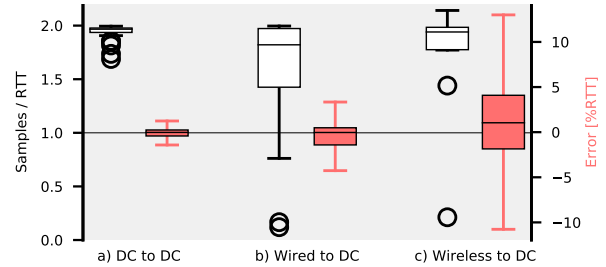 Samples / RTT
2.0
1.5
1.0
0.5
0.0
10
5
0
−5
−10
Error [%RTT]
a) DC to DC
b) Wired to DC
c) Wireless to DC